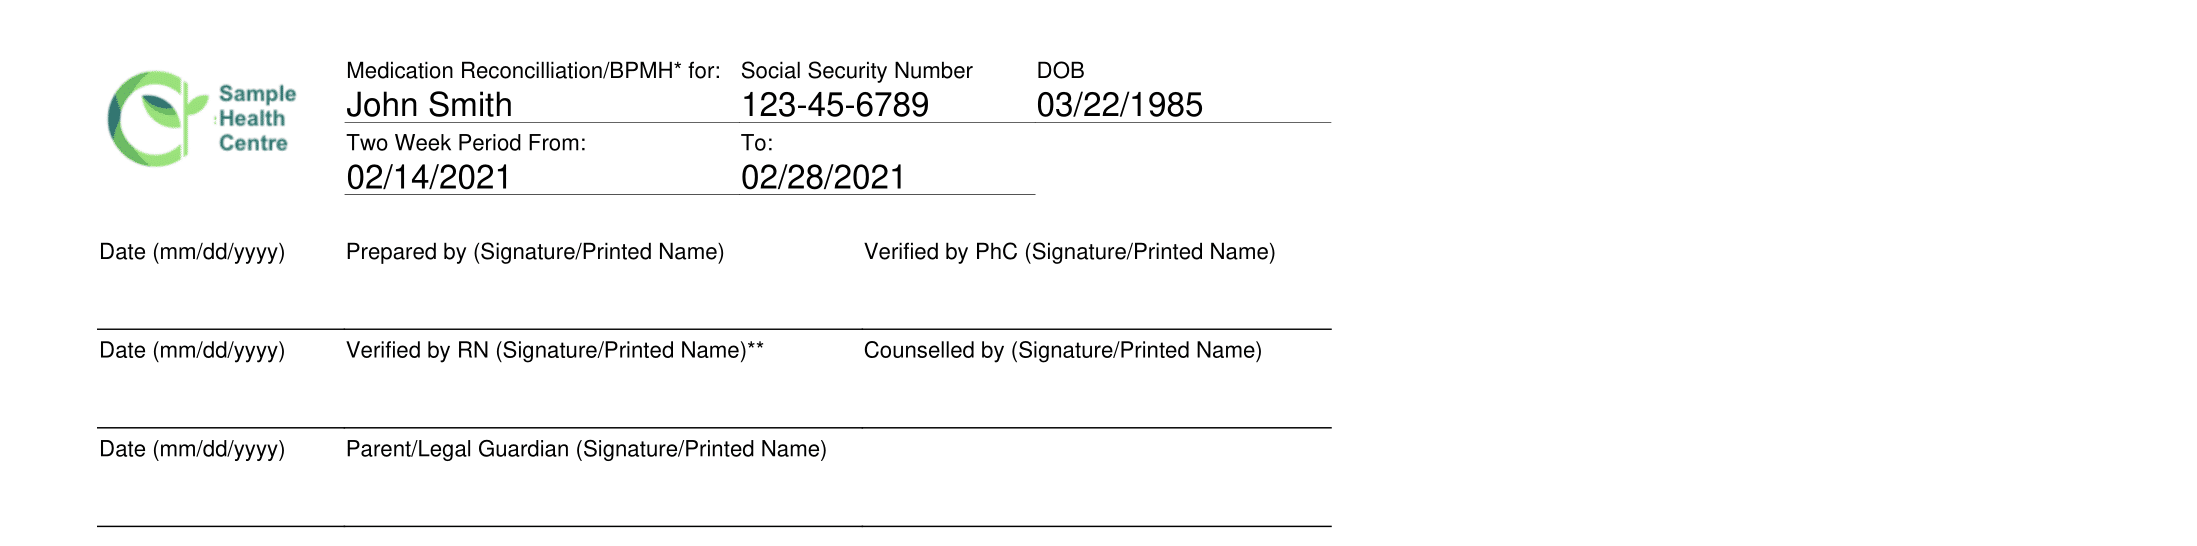 Sample
Health
Centre
Medication Reconcilliation/BPMH* for: Social Security Number DOB
John Smith 123-45-6789 03/22/1985
Two Week Period From: To:
02/14/2021 02/28/2021
Date (mm/dd/yyyy) Prepared by (Signature/Printed Name) Verified by PhC (Signature/Printed Name)
Date (mm/dd/yyyy) Verified by RN (Signature/Printed Name)** Counselled by (Signature/Printed Name)
Date (mm/dd/yyyy) Parent/Legal Guardian (Signature/Printed Name)